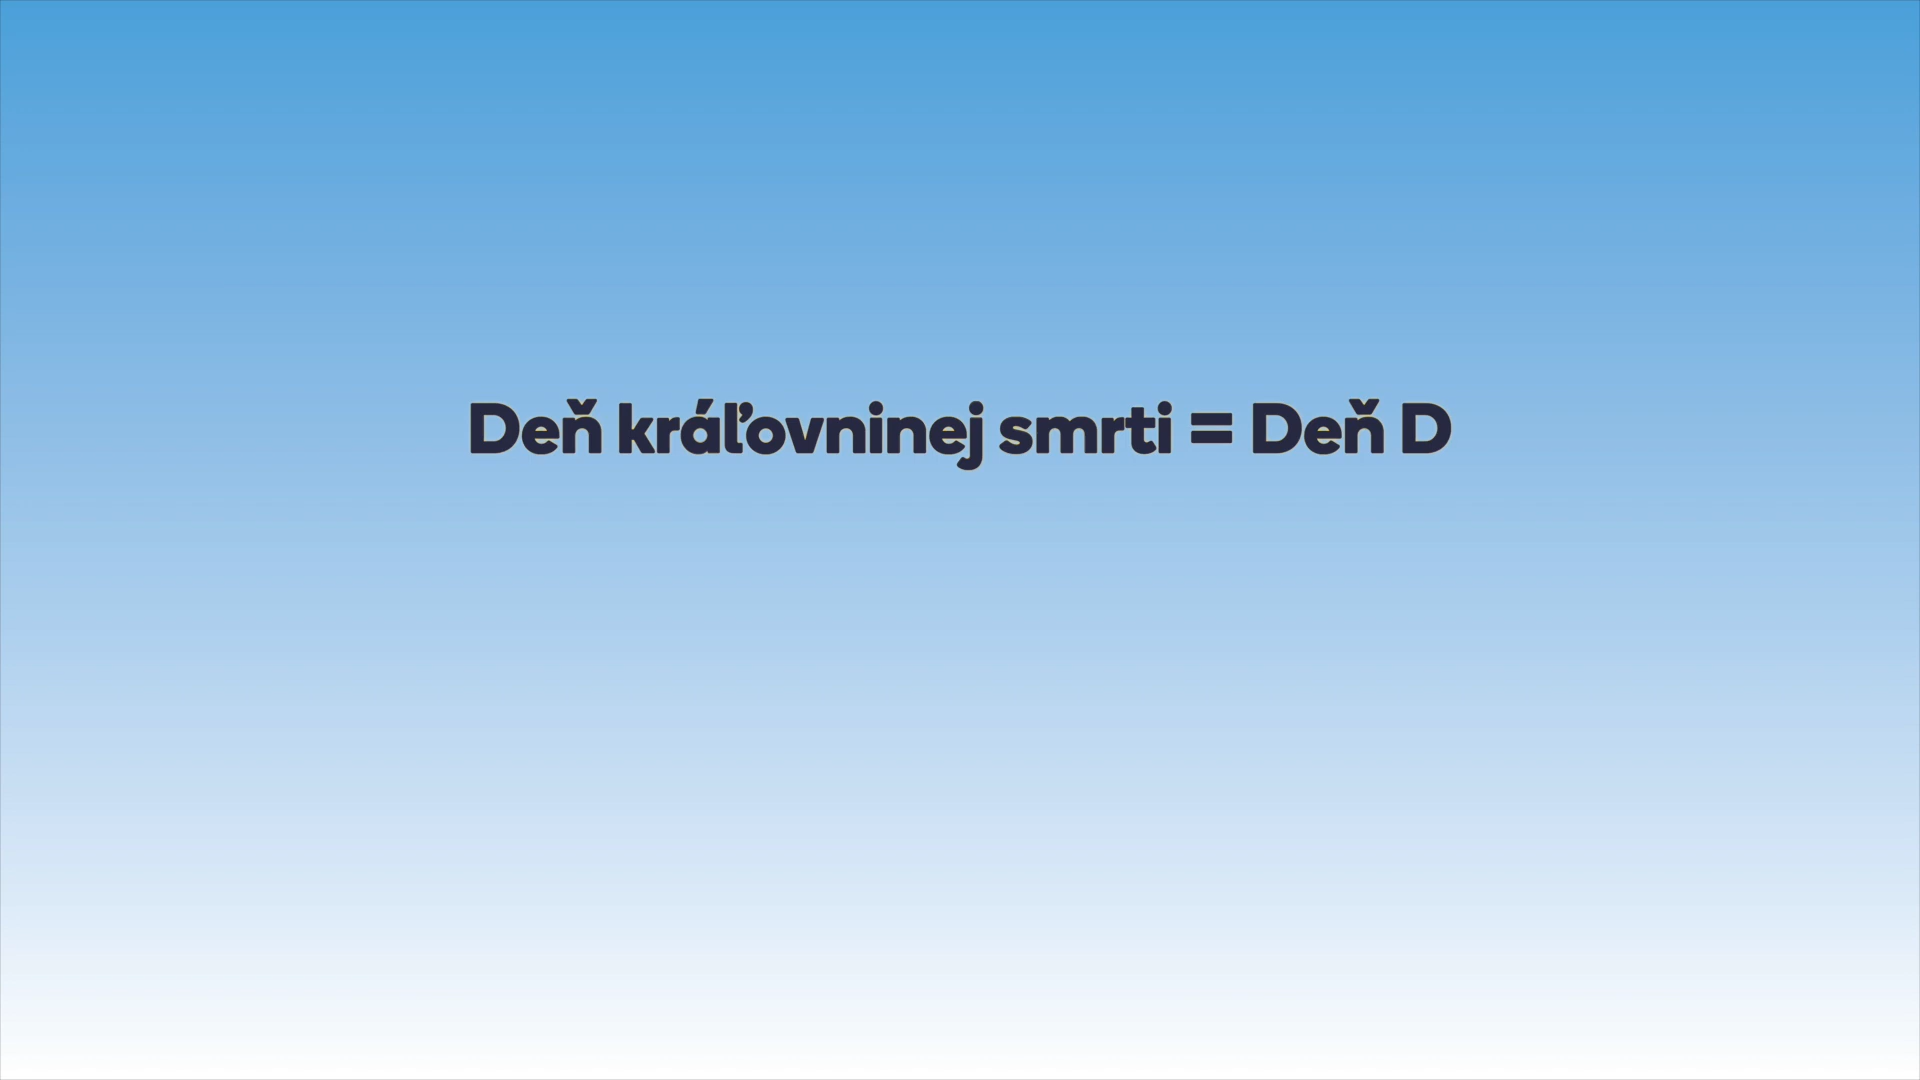 Deň kráľovninej smrti = Deň D